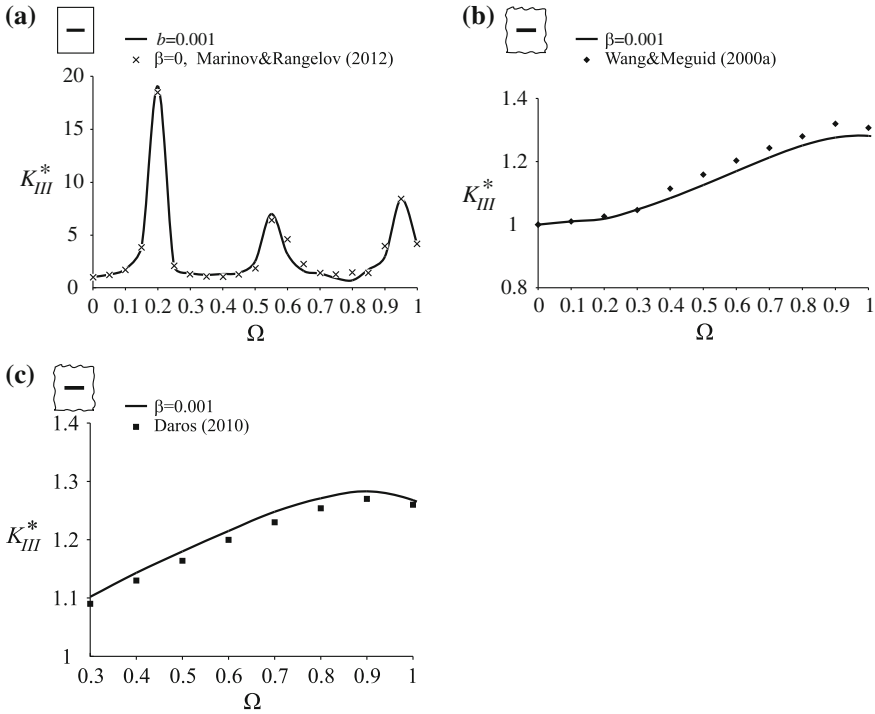 (a)
b=0.001
β=0, Marinov&Rangelov (2012)
20
15
10
5
0
K*III
0 0.1 0.2 0.3 0.4 0.5 0.6 0.7 0.8 0.9 1
Ω
(b)
β=0.001
Wang&Meguid (2000a)
1.4
1.2
1
0.8
K*III
0 0.1 0.2 0.3 0.4 0.5 0.6 0.7 0.8 0.9 1
Ω
(c)
β=0.001
Daros (2010)
1.4
1.3
1.2
1.1
1
K*III
0.3 0.4 0.5 0.6 0.7 0.8 0.9 1
Ω